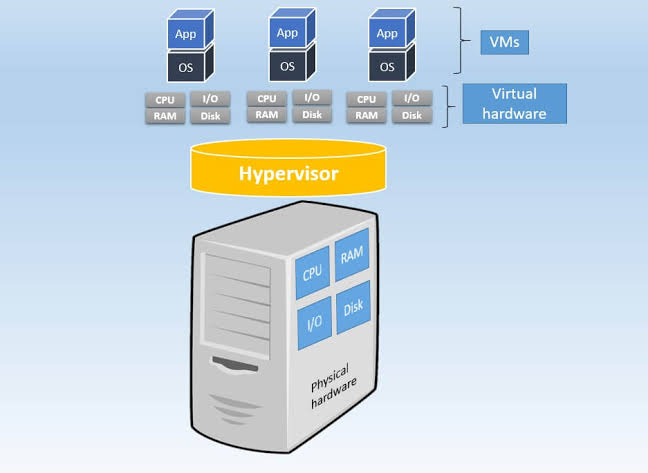 App App App
VMs
OS OS OS
CPU I/O CPU I/O CPU I/O
RAM Disk RAM Disk RAM Disk
Virtual
hardware
Hypervisor
CPU RAM
I/O Disk
Physical
hardware